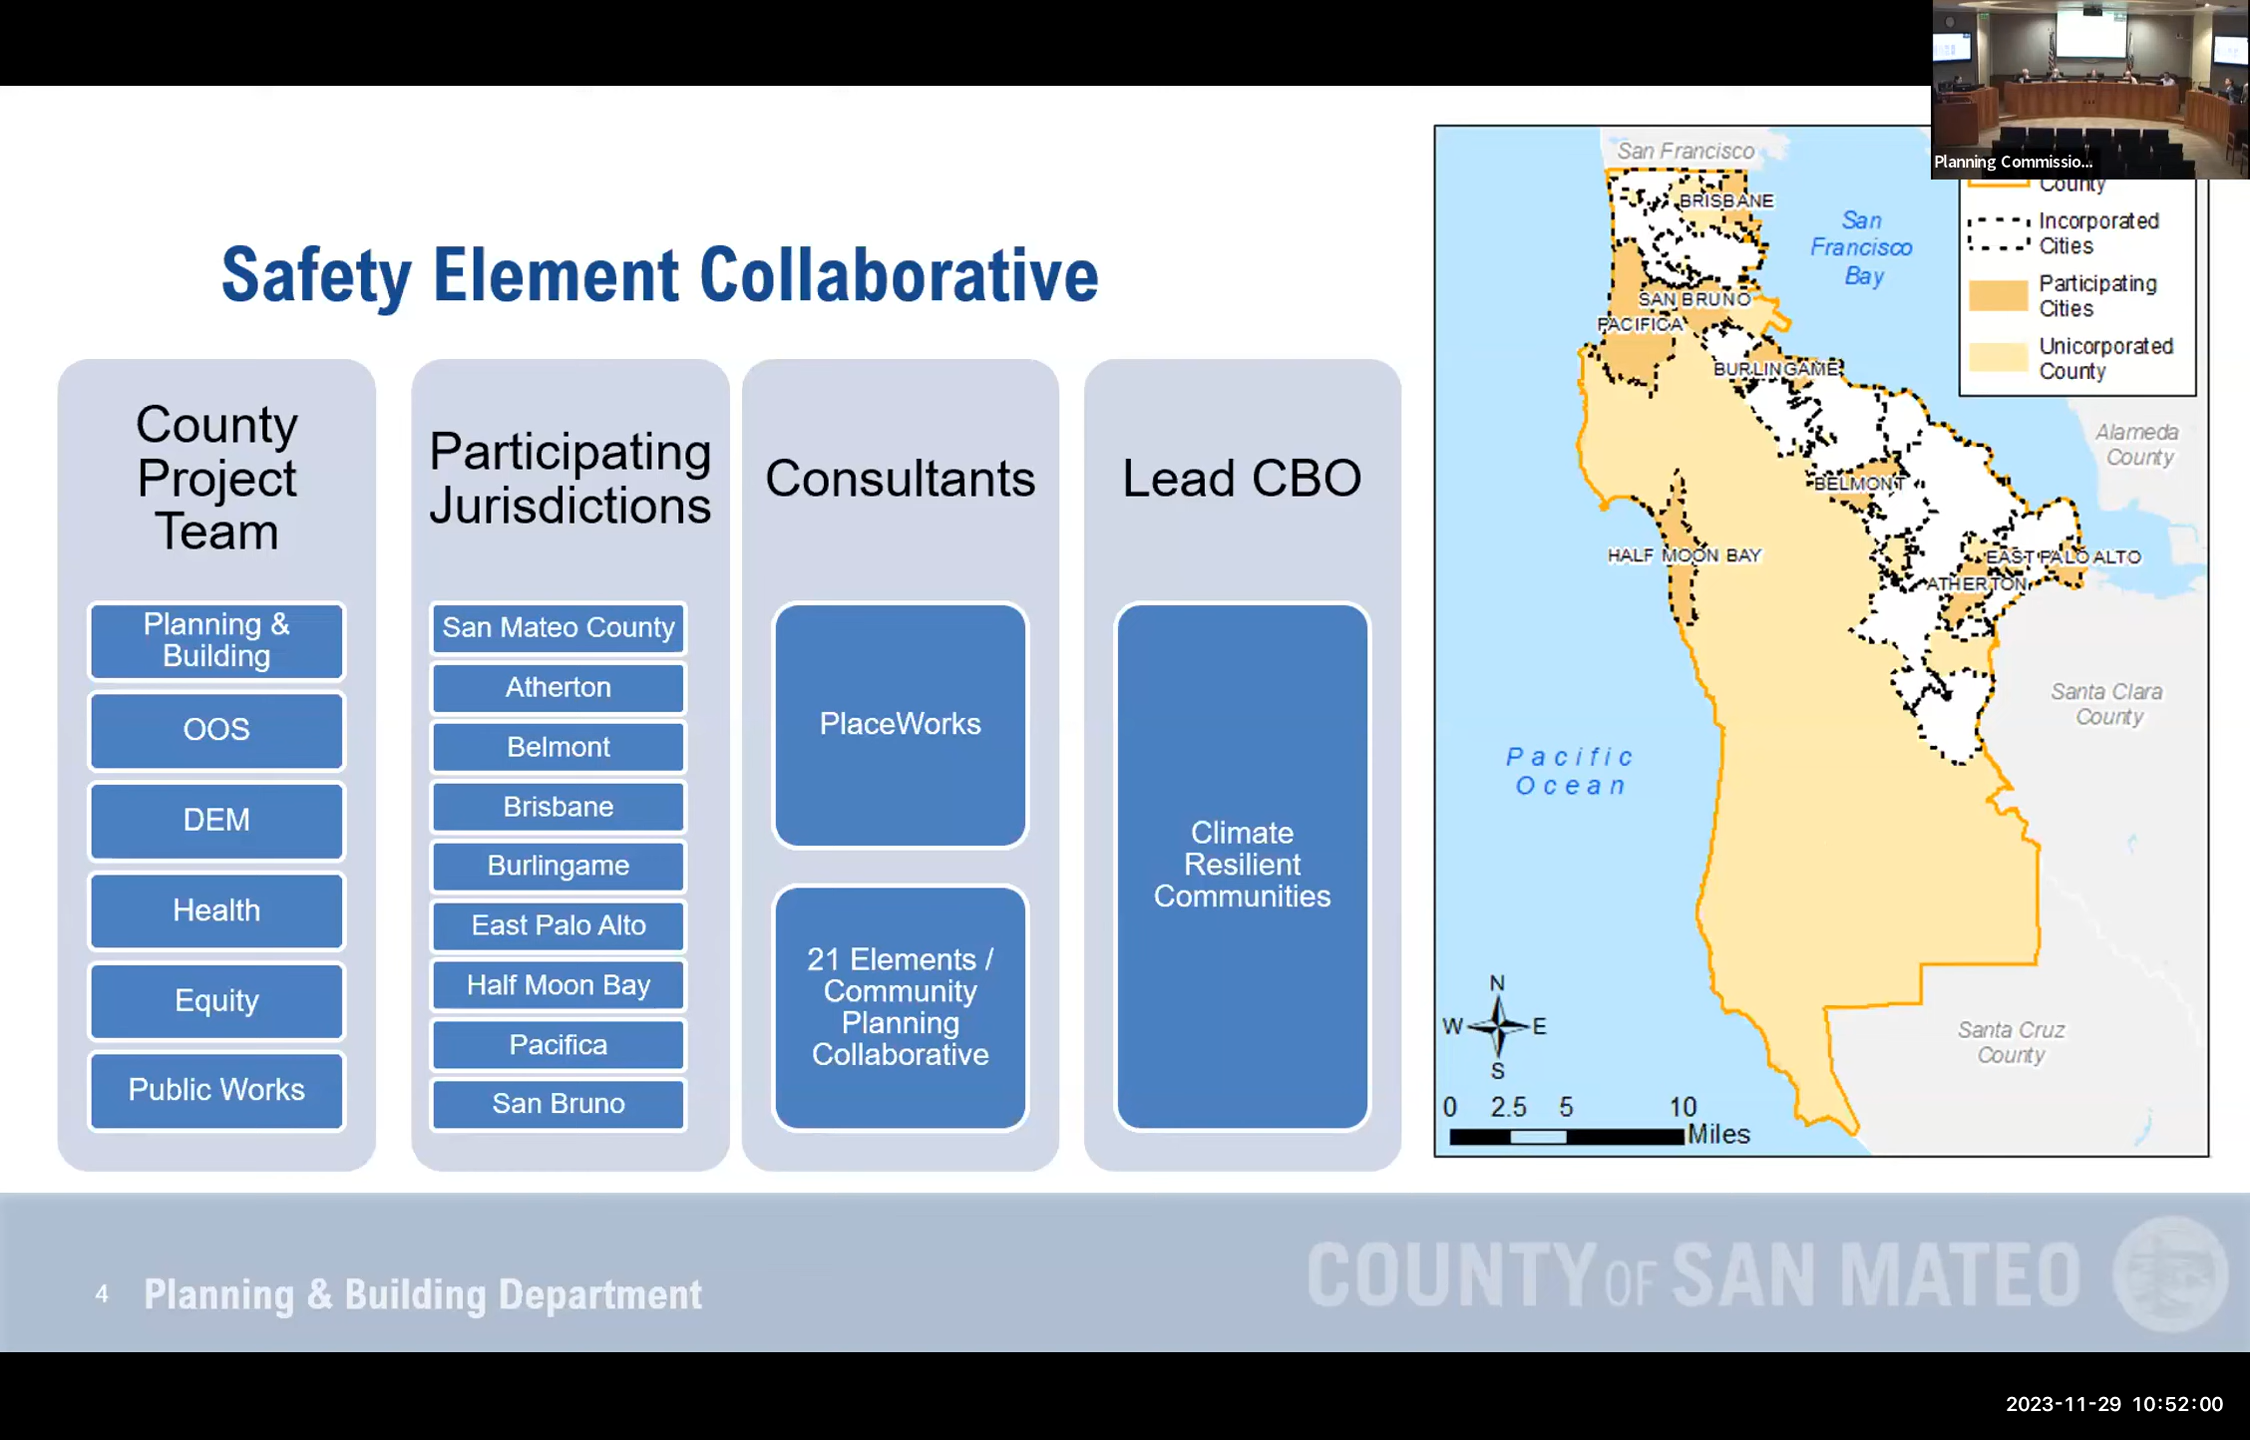 Planning Commissio...
Safety Element Collaborative
County
Project
Team
Planning &
Building
OOS
DEM
Health
Equity
Public Works
Participating
Jurisdictions
San Mateo County
Atherton
Belmont
Brisbane
Burlingame
East Palo Alto
Half Moon Bay
Pacifica
San Bruno
Consultants
PlaceWorks
21 Elements /
Community
Planning
Collaborative
Lead CBO
Climate
Resilient
Communities
San Francisco
BRISBANE
San
Francisco
Bay
SAN BRUNO
PACIFICA
BURLINGAME
BELMONT
HALF MOON BAY
EAST PALO ALTO
ATHERTON
Alameda
County
Santa Clara
County
Pacific
Ocean
Santa Cruz
County
County
Incorporated
Cities
Participating
Cities
Unicorporated
County
N
W E
S
0 2.5 5 10
Miles
4 Planning & Building Department
COUNTY OF SAN MATEO
2023-11-29 10:52:00